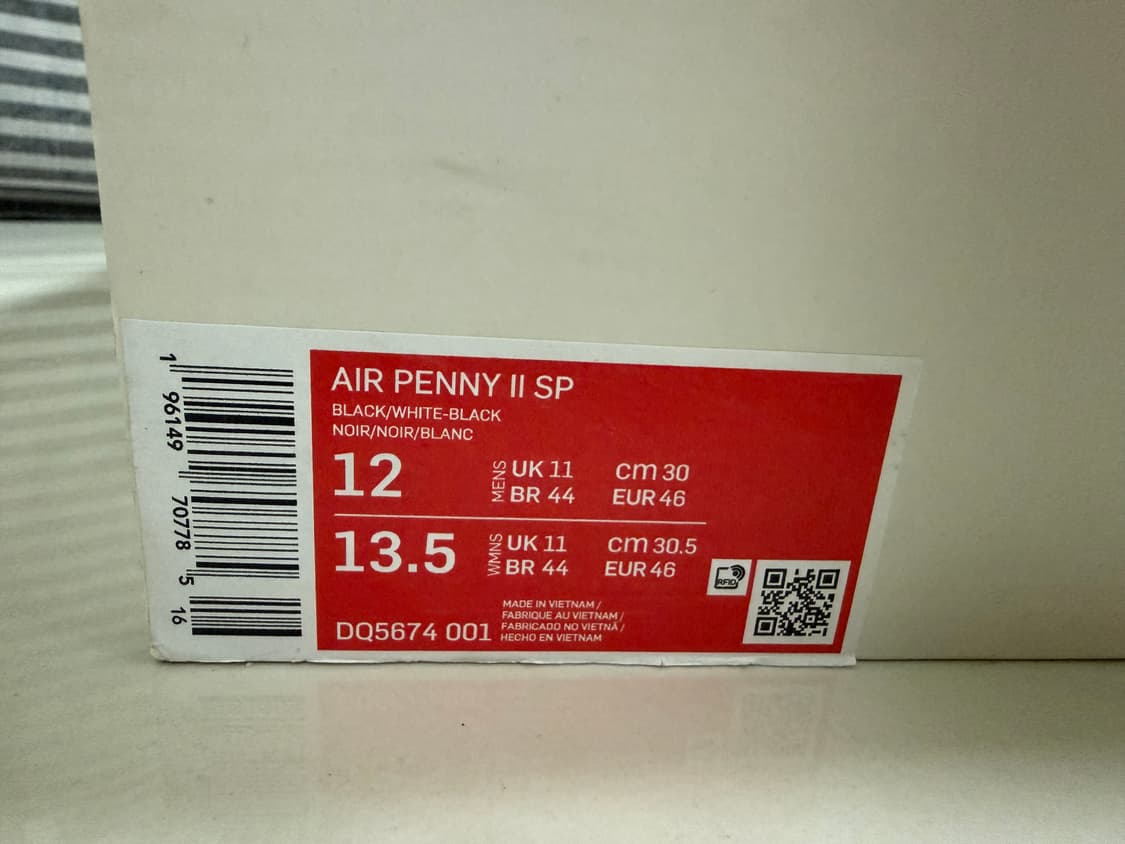 AIR PENNY II SP
BLACK/WHITE-BLACK
NOIR/NOIR/BLANC
12
MENS
UK 11 cm 30
BR 44 EUR 46
13.5
WMNS
UK 11 cm 30.5
BR 44 EUR 46
RFID
MADE IN VIETNAM /
FABRIQUE AU VIETNAM /
FABRICADO NO VIETNÃ /
HECHO EN VIETNAM
DQ5674 001
1 96149 70778 5 16